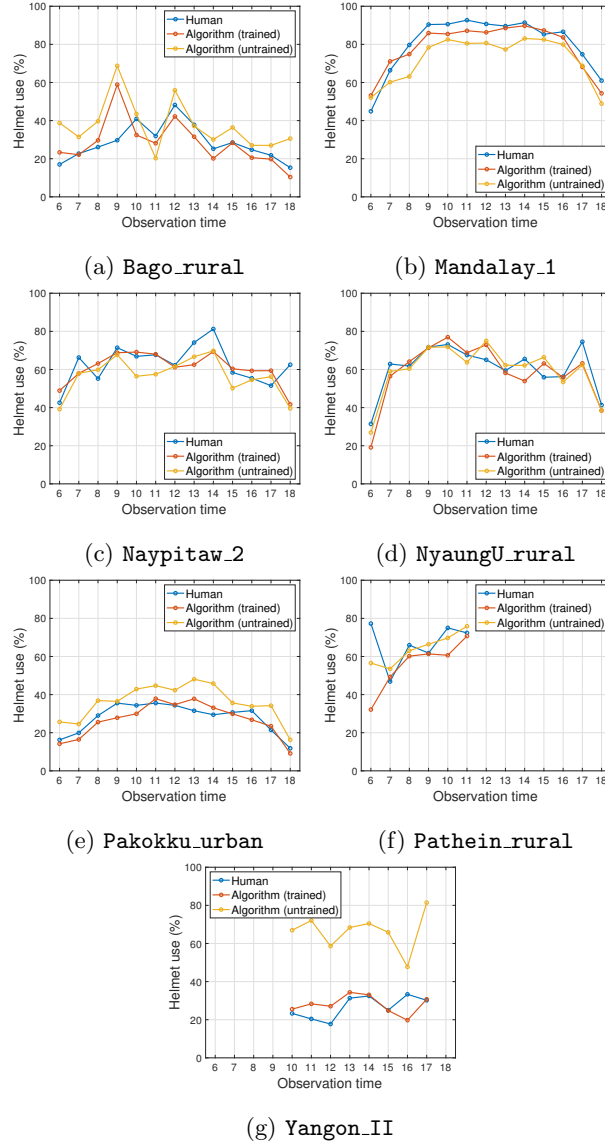 100
80
60
40
20
0
Helmet use (%)
Human
Algorithm (trained)
Algorithm (untrained)
6 7 8 9 10 11 12 13 14 15 16 17 18
Observation time
(a) Bago_rural
100
80
60
40
20
0
Helmet use (%)
Human
Algorithm (trained)
Algorithm (untrained)
6 7 8 9 10 11 12 13 14 15 16 17 18
Observation time
(b) Mandalay_1
100
80
60
40
20
0
Helmet use (%)
Human
Algorithm (trained)
Algorithm (untrained)
6 7 8 9 10 11 12 13 14 15 16 17 18
Observation time
(c) Naypitaw_2
100
80
60
40
20
0
Helmet use (%)
Human
Algorithm (trained)
Algorithm (untrained)
6 7 8 9 10 11 12 13 14 15 16 17 18
Observation time
(d) NyaungU_rural
100
80
60
40
20
0
Helmet use (%)
Human
Algorithm (trained)
Algorithm (untrained)
6 7 8 9 10 11 12 13 14 15 16 17 18
Observation time
(e) Pakokku_urban
100
80
60
40
20
0
Helmet use (%)
Human
Algorithm (trained)
Algorithm (untrained)
6 7 8 9 10 11 12 13 14 15 16 17 18
Observation time
(f) Pathein_rural
100
80
60
40
20
0
Helmet use (%)
Human
Algorithm (trained)
Algorithm (untrained)
6 7 8 9 10 11 12 13 14 15 16 17 18
Observation time
(g) Yangon_II